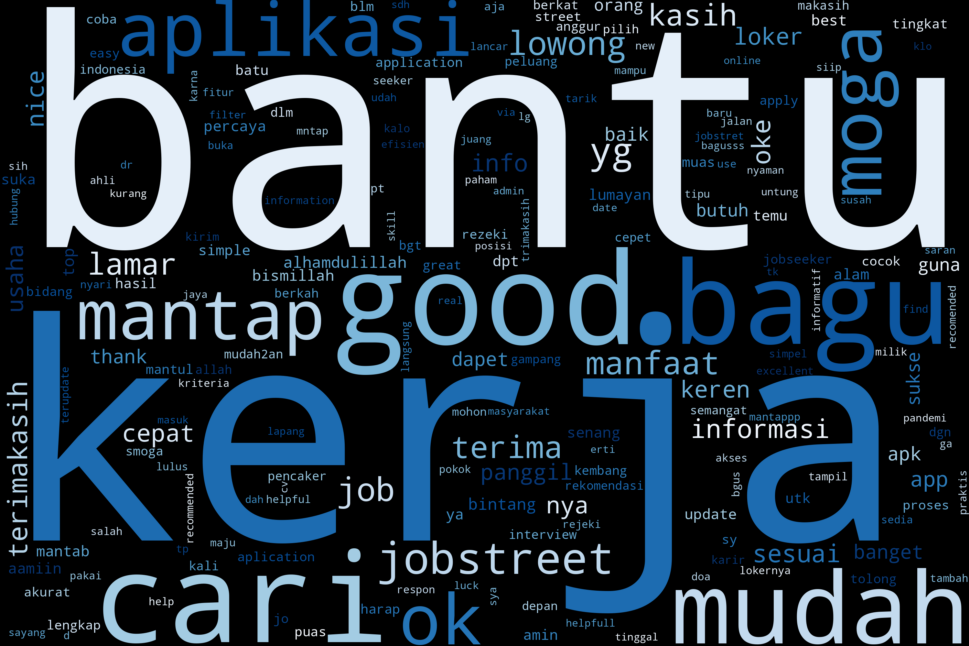 bantu
kerja
good.
bagu
cari
mudah
aplikasi
mantap
moga
jobstreet
ok
lowong
kasih
loker
lamar
manfaat
terima
informasi
terimakasih
job
nya
yg
info
oke
nice
usaha
cepat
sesuai
panggil
keren
sukse
banget
app
apk
baik
butuh
temu
guna
top
suka
percaya
simple
alhamdulillah
bismillah
thank
dapet
bintang
update
amin
harap
coba
easy
indonesia
batu
blm
sdh
aja
lancar
application
seeker
peluang
berkat
street
orang
anggur
pilih
new
mampu
makasih
best
tingkat
klo
siip
online
karna
fitur
filter
buka
dlm
mntap
udah
kalo
efisien
juang
via
lg
tarik
apply
baru
jalan
bagusss
jobstret
muas
use
nyaman
untung
tipu
susah
lumayan
date
paham
admin
trimakasih
rezeki
posisi
skill
pt
information
sih
hubung
dr
ahli
kurang
kirim
bgt
great
dpt
cepet
saran
jobseeker
cocok
tk
alam
informatif
recomended
find
bidang
nyari
hasil
jaya
berkah
real
langsung
mudah2an
gampang
simpel
excellent
milik
mantul
allah
kriteria
terupdate
masuk
smoga
lulus
recommended
lapang
pencaker
cv
dah
helpful
mohon
masyarakat
senang
erti
pokok
kembang
rekomendasi
rejeki
interview
ya
semangat
mantappp
pandemi
dgn
ga
akses
bgus
tampil
utk
proses
praktis
sedia
sy
karir
lokernya
doa
tolong
tambah
salah
mantab
aamiin
pakai
akurat
lengkap
sayang
d
tp
maju
kali
aplication
help
jo
puas
respon
luck
sya
depan
helpfull
tinggal